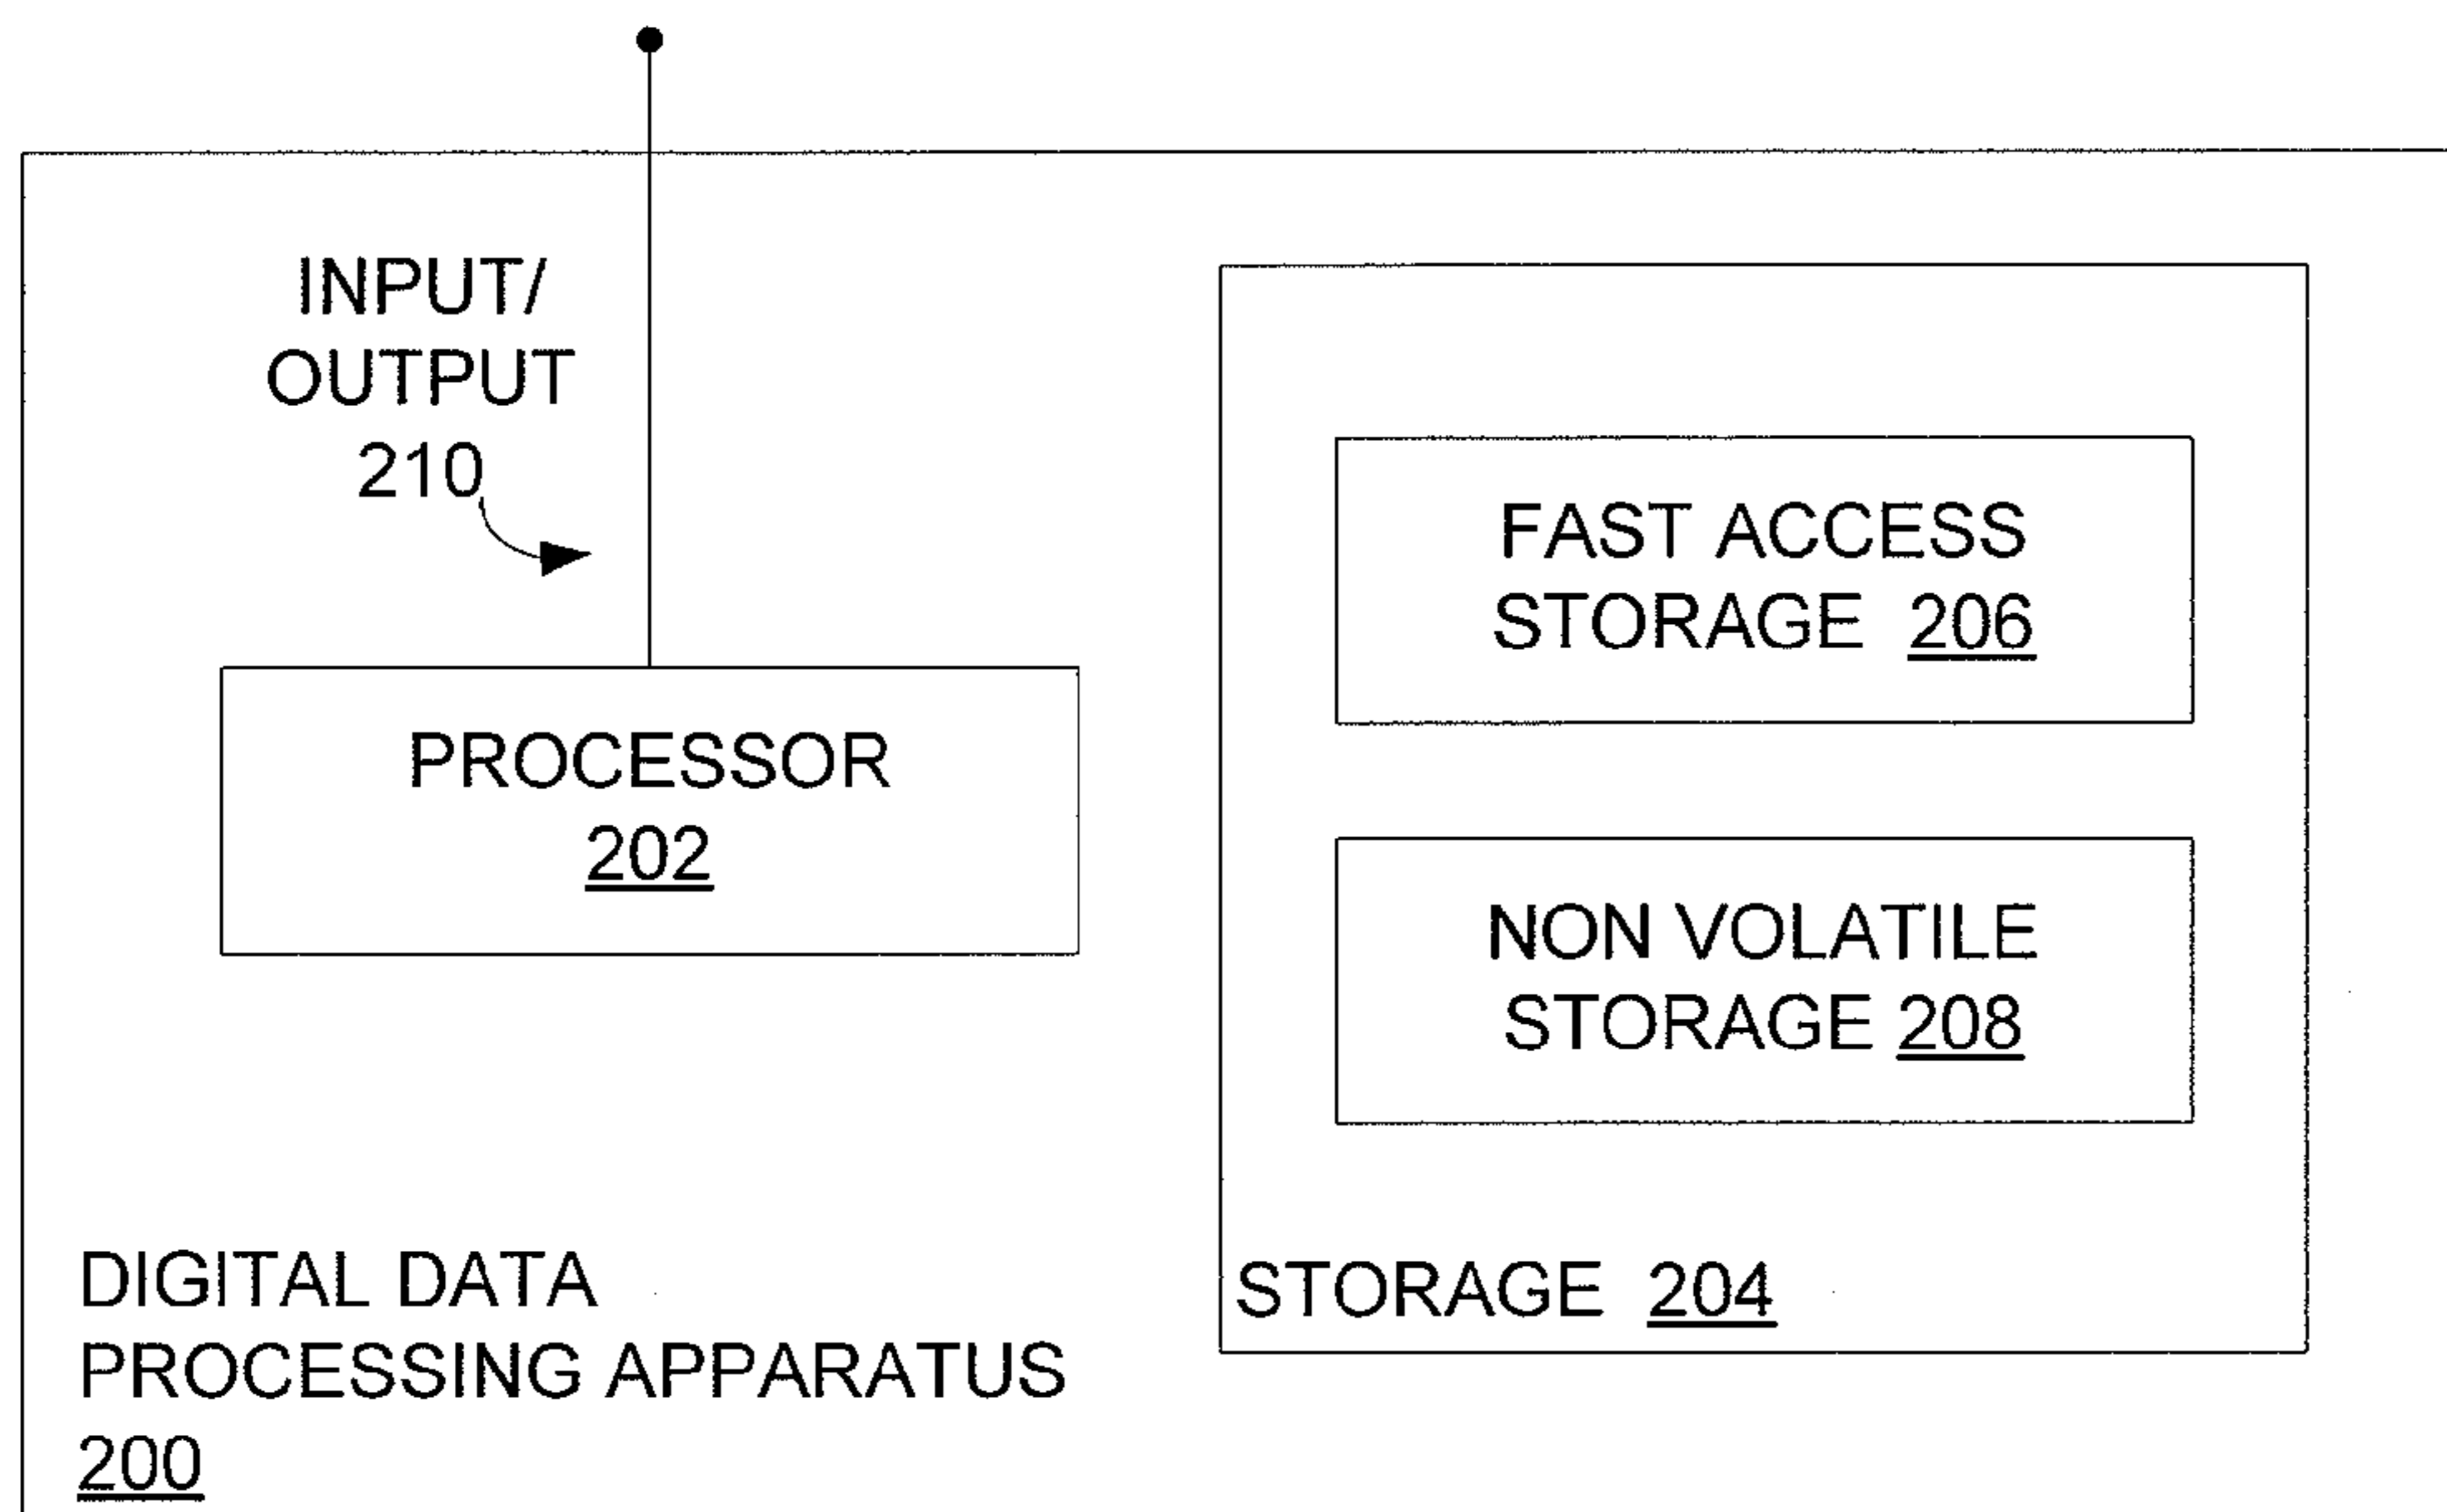 INPUT/
OUTPUT
210
PROCESSOR
202
FAST ACCESS
STORAGE 206
NON VOLATILE
STORAGE 208
STORAGE 204
DIGITAL DATA
PROCESSING APPARATUS
200